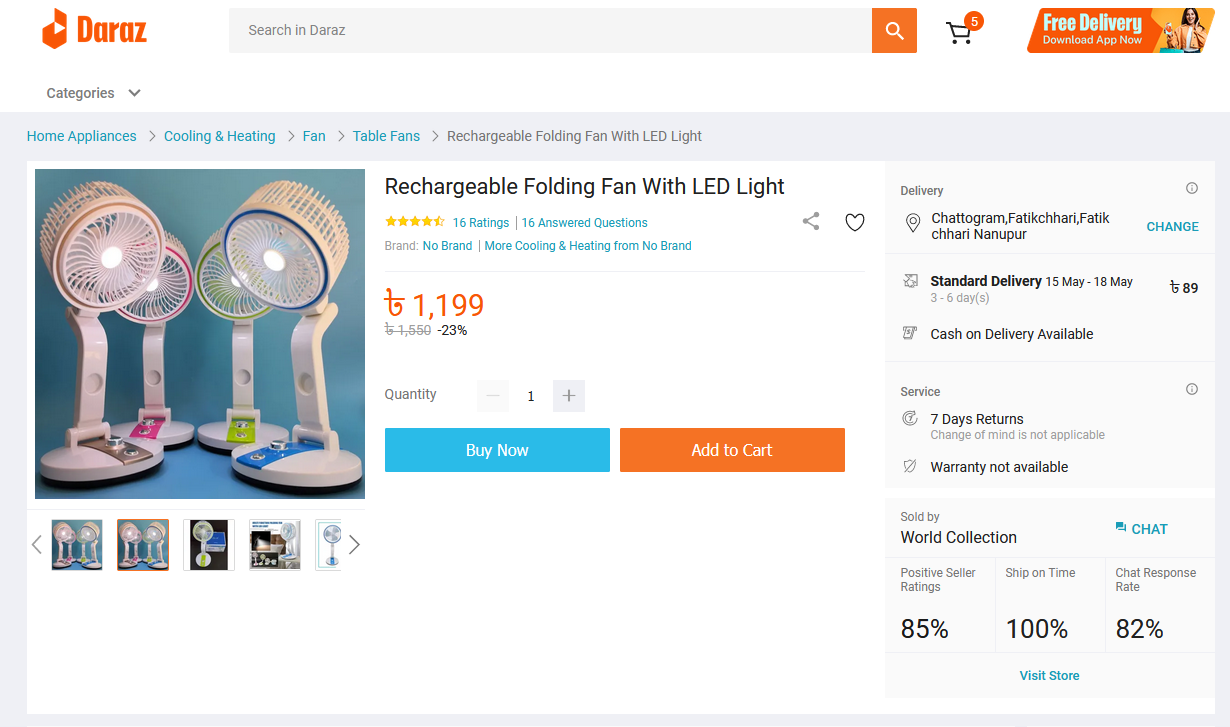 Daraz
Search in Daraz
5
Free Delivery
Download App Now
Categories
Home Appliances > Cooling & Heating > Fan > Table Fans > Rechargeable Folding Fan With LED Light
Rechargeable Folding Fan With LED Light
16 Ratings | 16 Answered Questions
Brand: No Brand | More Cooling & Heating from No Brand
৳ 1,199
৳ 1,550 -23%
Quantity
1
Buy Now
Add to Cart
Delivery
Chattogram,Fatikchhari,Fatik
chhari Nanupur
CHANGE
Standard Delivery 15 May - 18 May
৳ 89
3 - 6 day(s)
Cash on Delivery Available
Service
7 Days Returns
Change of mind is not applicable
Warranty not available
Sold by
World Collection
CHAT
Positive Seller
Ratings
85%
Ship on Time
100%
Chat Response
Rate
82%
Visit Store